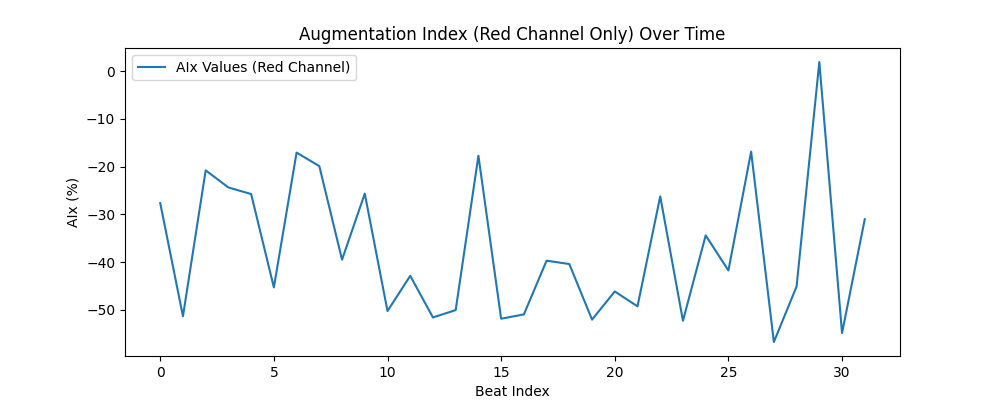 Augmentation Index (Red Channel Only) Over Time
AIx Values (Red Channel)
0
−10
−20
−30
−40
−50
AIx (%)
0 5 10 15 20 25 30
Beat Index